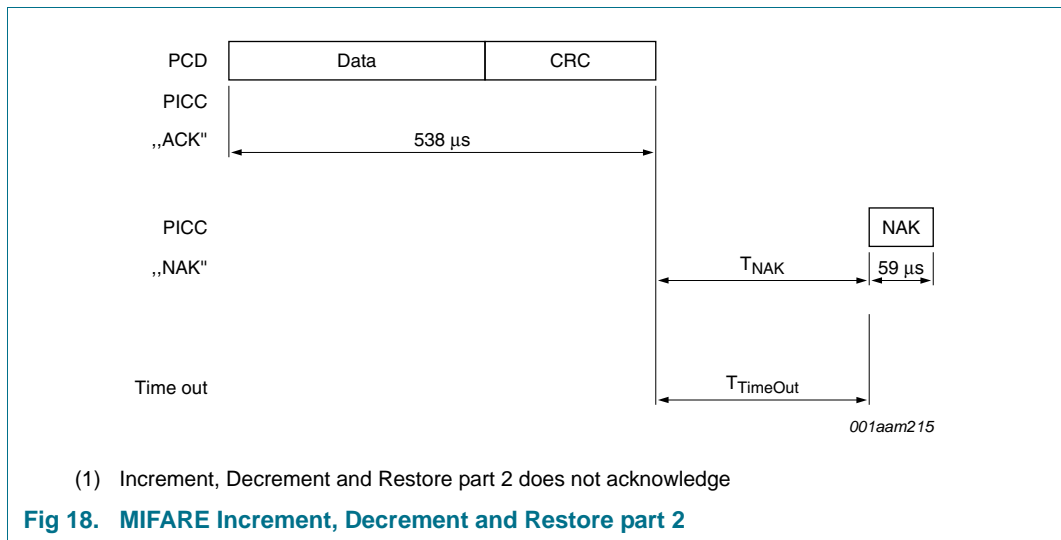 PCD Data CRC
PICC
,,ACK" 538 µs
PICC NAK
,,NAK" TNAK 59 µs
Time out TTimeOut
001aam215
(1) Increment, Decrement and Restore part 2 does not acknowledge
Fig 18. MIFARE Increment, Decrement and Restore part 2